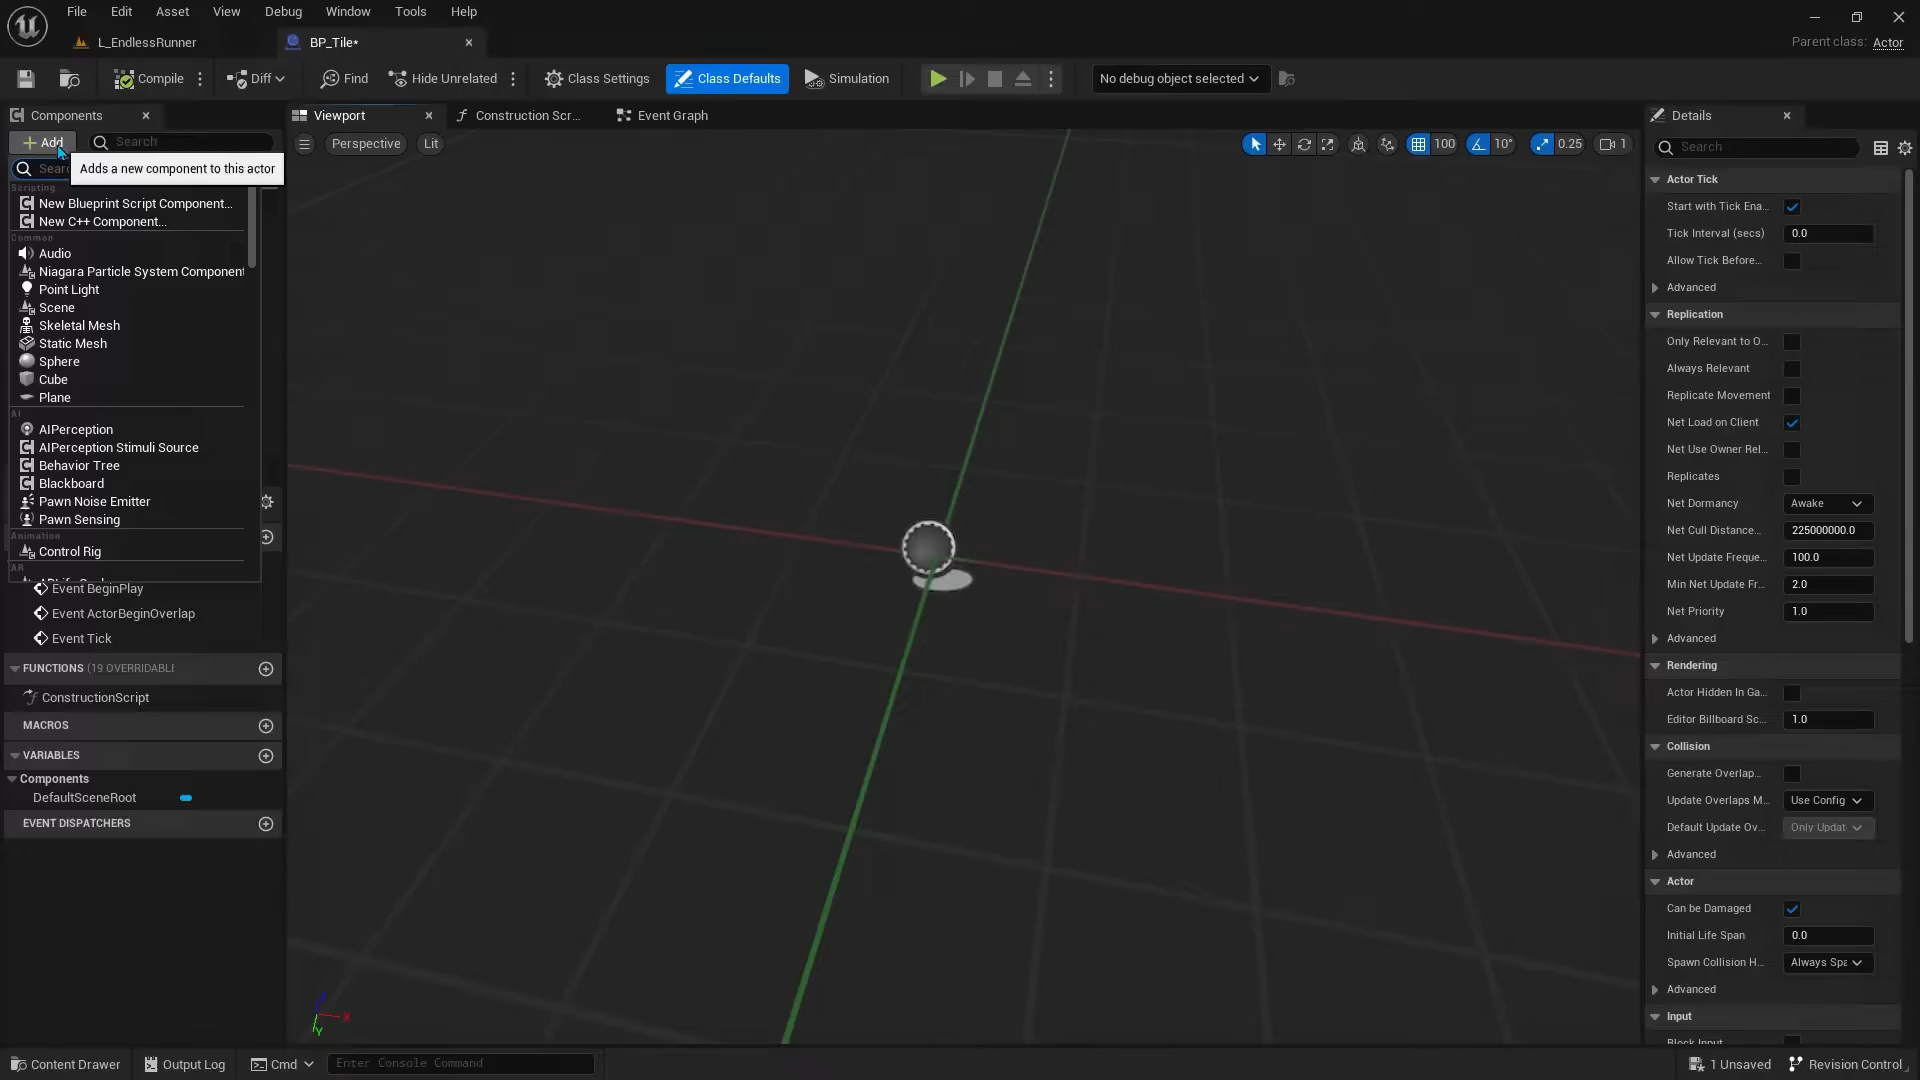 File Edit Asset View Debug Window Tools Help
L_EndlessRunner
BP_Tile*
Parent class: Actor
Compile
Diff
Find
Hide Unrelated
Class Settings
Class Defaults
Simulation
No debug object selected
Components
Viewport
Construction Scr...
Event Graph
Details
Add
Search
Perspective
Lit
100
10°
0.25
1
Search
Adds a new component to this actor
Scripting
New Blueprint Script Component...
New C++ Component...
Common
Audio
Niagara Particle System Component
Point Light
Scene
Skeletal Mesh
Static Mesh
Sphere
Cube
Plane
AI
AIPerception
AIPerception Stimuli Source
Behavior Tree
Blackboard
Pawn Noise Emitter
Pawn Sensing
Animation
Control Rig
AR
Event BeginPlay
Event ActorBeginOverlap
Event Tick
FUNCTIONS (19 OVERRIDABLE
ConstructionScript
MACROS
VARIABLES
Components
DefaultSceneRoot
EVENT DISPATCHERS
X
Y
Actor Tick
Start with Tick Ena...
Tick Interval (secs) 0.0
Allow Tick Before...
Advanced
Replication
Only Relevant to O...
Always Relevant
Replicate Movement
Net Load on Client
Net Use Owner Rel...
Replicates
Net Dormancy Awake
Net Cull Distance... 225000000.0
Net Update Freque... 100.0
Min Net Update Fr... 2.0
Net Priority 1.0
Advanced
Rendering
Actor Hidden In Ga...
Editor Billboard Sc... 1.0
Collision
Generate Overlap...
Update Overlaps M... Use Config
Default Update Ov... Only Updat
Advanced
Actor
Can be Damaged
Initial Life Span 0.0
Spawn Collision H... Always Spa
Advanced
Input
Block Input
Content Drawer
Output Log
Cmd
Enter Console Command
1 Unsaved
Revision Control